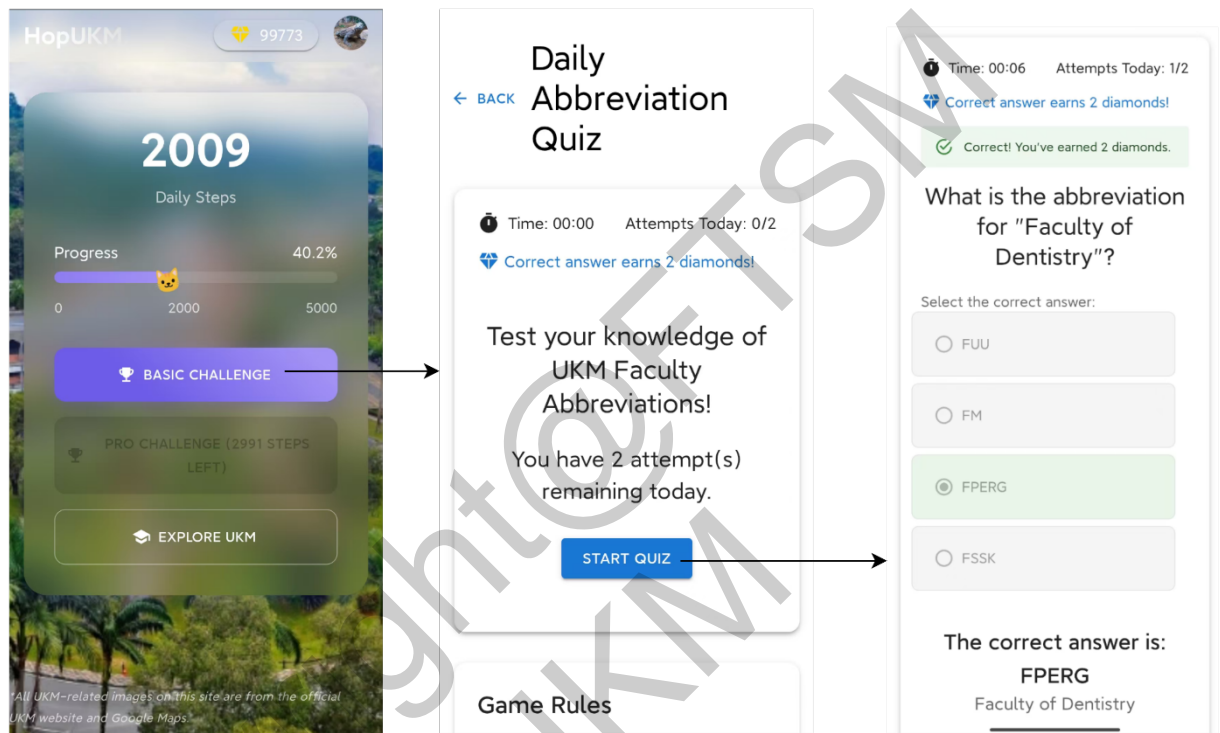 HopUKM
99773
2009
Daily Steps
Progress 40.2%
0 2000 5000
BASIC CHALLENGE
PRO CHALLENGE (2991 STEPS
LEFT)
EXPLORE UKM
*All UKM-related images on this site are from the official
UKM website and Google Maps.
← BACK
Daily
Abbreviation
Quiz
Time: 00:00 Attempts Today: 0/2
Correct answer earns 2 diamonds!
Test your knowledge of
UKM Faculty
Abbreviations!
You have 2 attempt(s)
remaining today.
START QUIZ
Game Rules
Time: 00:06 Attempts Today: 1/2
Correct answer earns 2 diamonds!
Correct! You've earned 2 diamonds.
What is the abbreviation
for "Faculty of
Dentistry"?
Select the correct answer:
FUU
FM
FPERG
FSSK
The correct answer is:
FPERG
Faculty of Dentistry
ght@FTSM
UKM